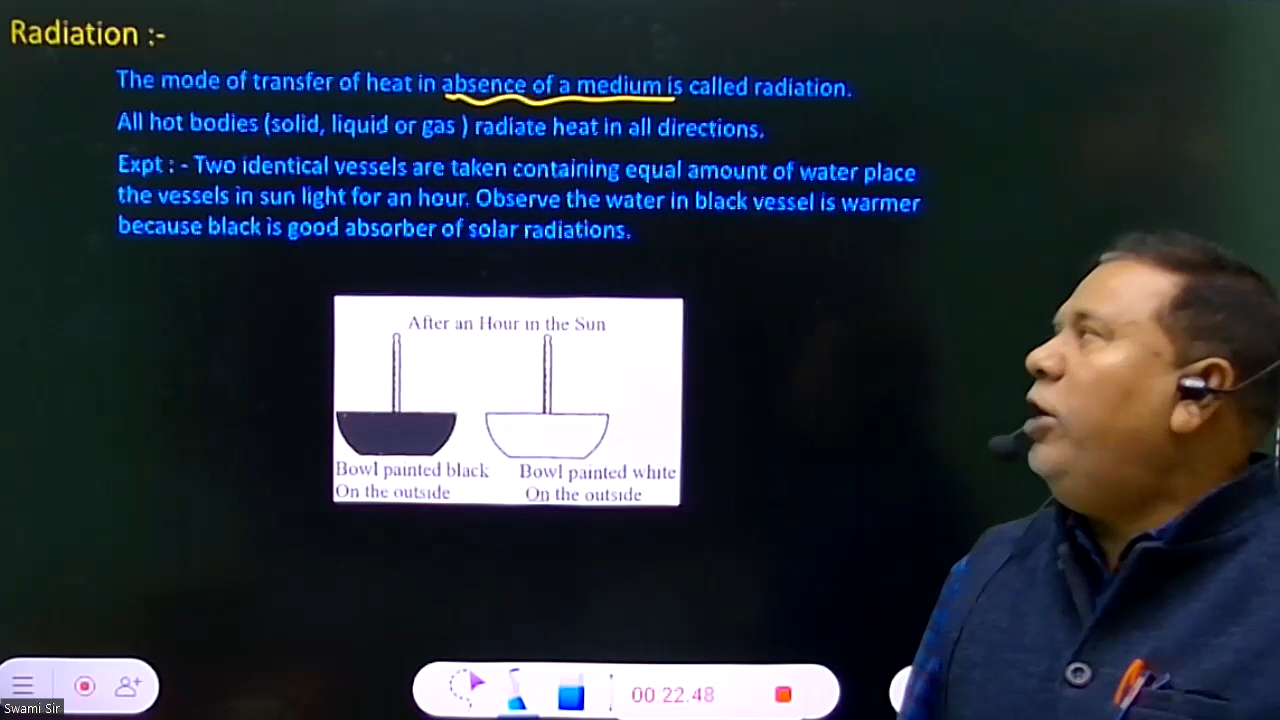 Radiation :-
The mode of transfer of heat in absence of a medium is called radiation.
All hot bodies (solid, liquid or gas ) radiate heat in all directions.
Expt : - Two identical vessels are taken containing equal amount of water place
the vessels in sun light for an hour. Observe the water in black vessel is warmer
because black is good absorber of solar radiations.
After an Hour in the Sun
Bowl painted black
On the outside
Bowl painted white
On the outside
00 22.48
Swami Sir